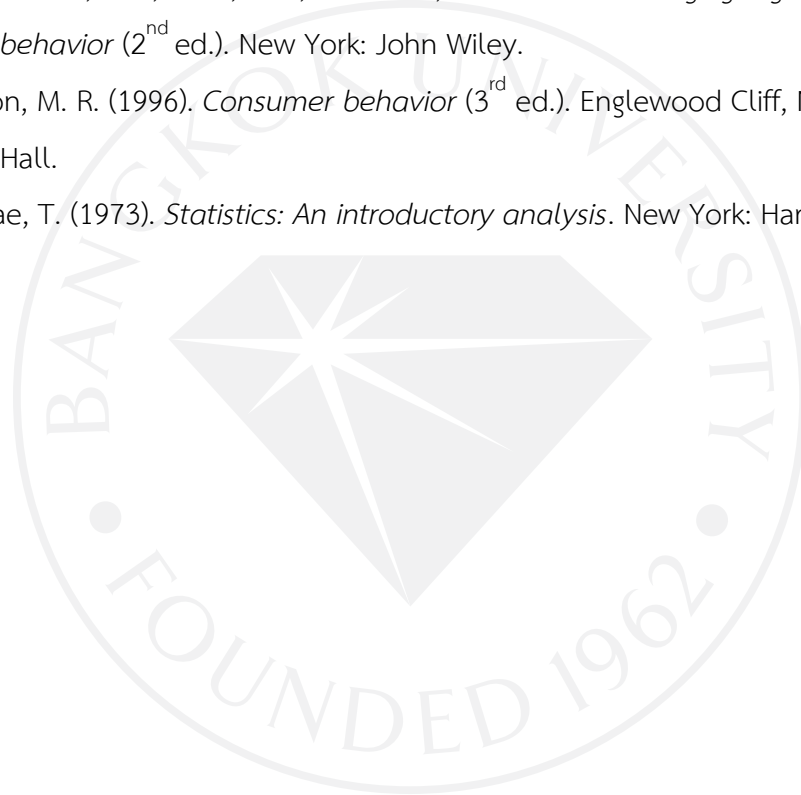 behavior (2nd ed.). New York: John Wiley.
on, M. R. (1996). Consumer behavior (3rd ed.). Englewood Cliff,
Hall.
ae, T. (1973). Statistics: An introductory analysis. New York: Har
BANGKOK UNIVERSITY
• FOUNDED 1962 •